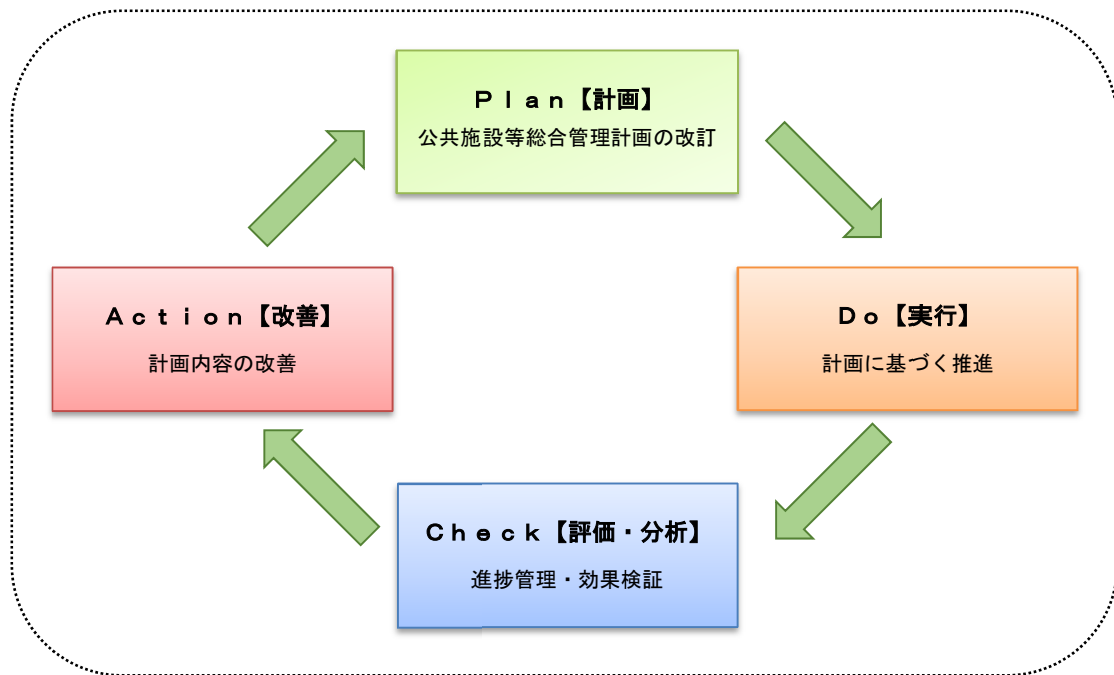 Ｐｌａｎ【計画】
公共施設等総合管理計画の改訂
Ａｃｔｉｏｎ【改善】
計画内容の改善
Ｄｏ【実行】
計画に基づく推進
Ｃｈｅｃｋ【評価・分析】
進捗管理・効果検証